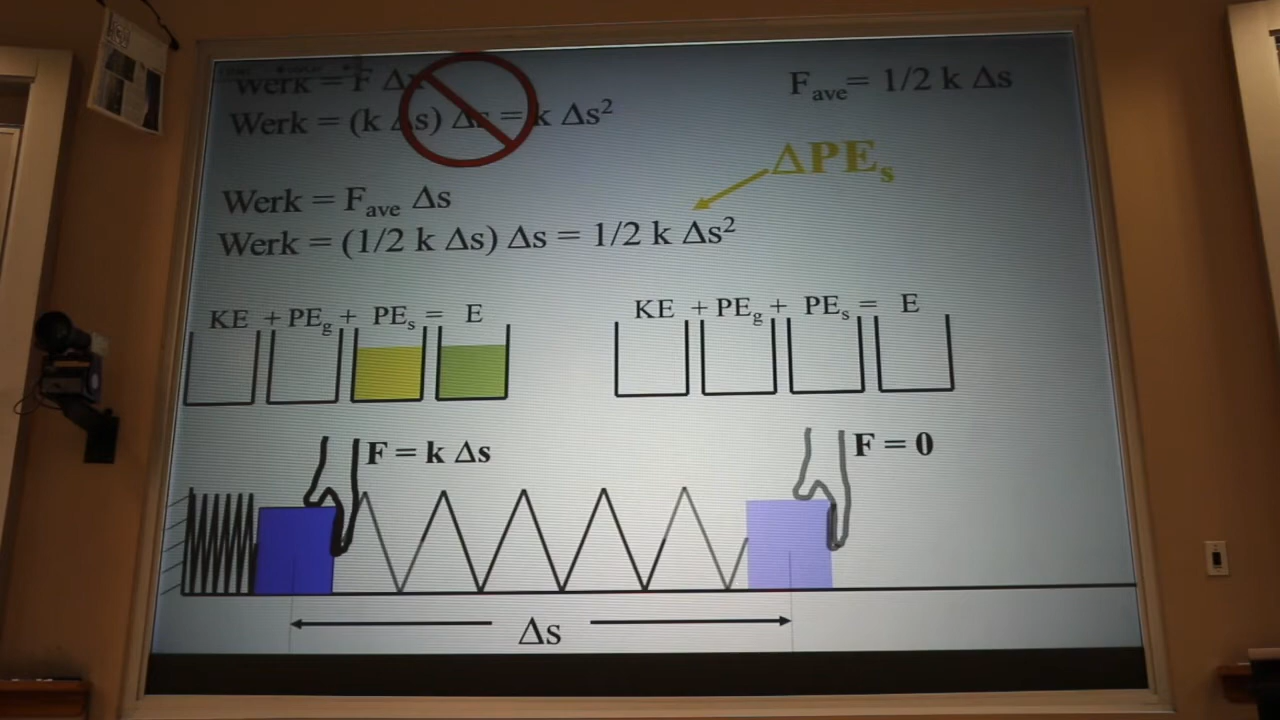 Werk = F Δx
Werk = (k Δs) Δs = k Δs²
F_ave = 1/2 k Δs
ΔPE_s
Werk = F_ave Δs
Werk = (1/2 k Δs) Δs = 1/2 k Δs²
KE + PE_g + PE_s = E
KE + PE_g + PE_s = E
F = k Δs
F = 0
Δs